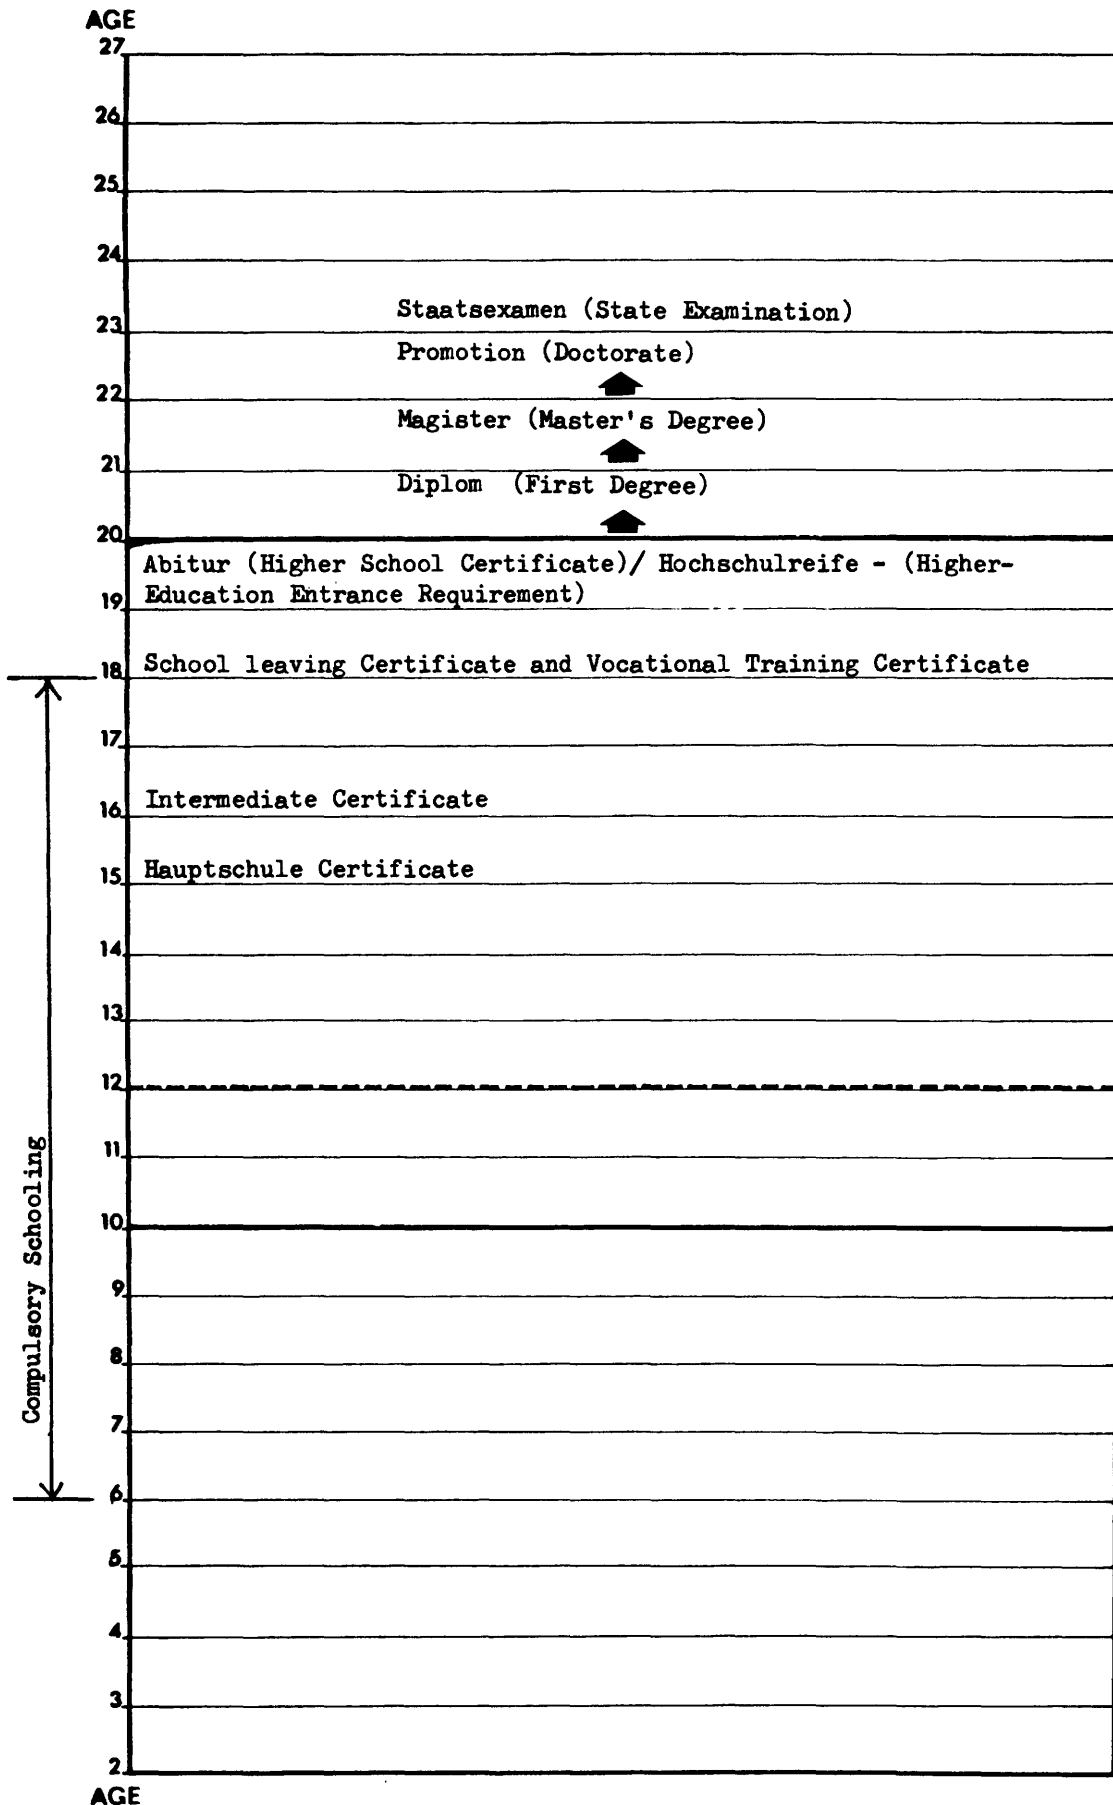 AGE
27
26
25
24
Staatsexamen (State Examination)
23
Promotion (Doctorate)
22
Magister (Master's Degree)
21
Diplom (First Degree)
20
Abitur (Higher School Certificate)/ Hochschulreife - (Higher-
Education Entrance Requirement)
19
School leaving Certificate and Vocational Training Certificate
18
17
Intermediate Certificate
16
Hauptschule Certificate
15
14
13
12
11
10
9
8
7
6
5
4
3
2
AGE
Compulsory Schooling